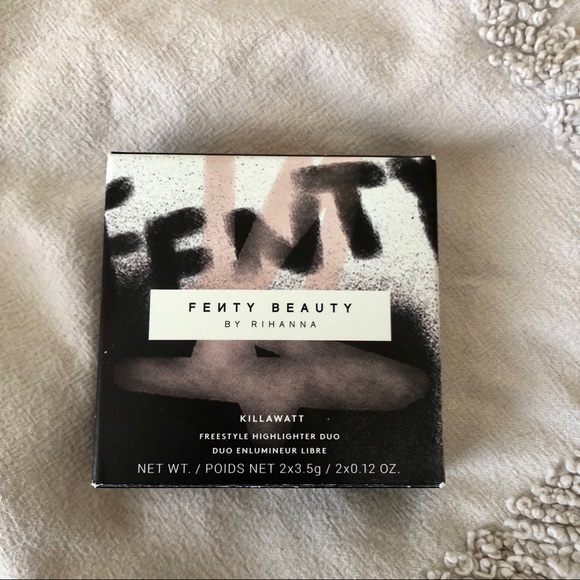 FENTY
FEИTY BEAUTY
BY RIHANNA
KILLAWATT
FREESTYLE HIGHLIGHTER DUO
DUO ENLUMINEUR LIBRE
NET WT. / POIDS NET 2x3.5g / 2x0.12 OZ.